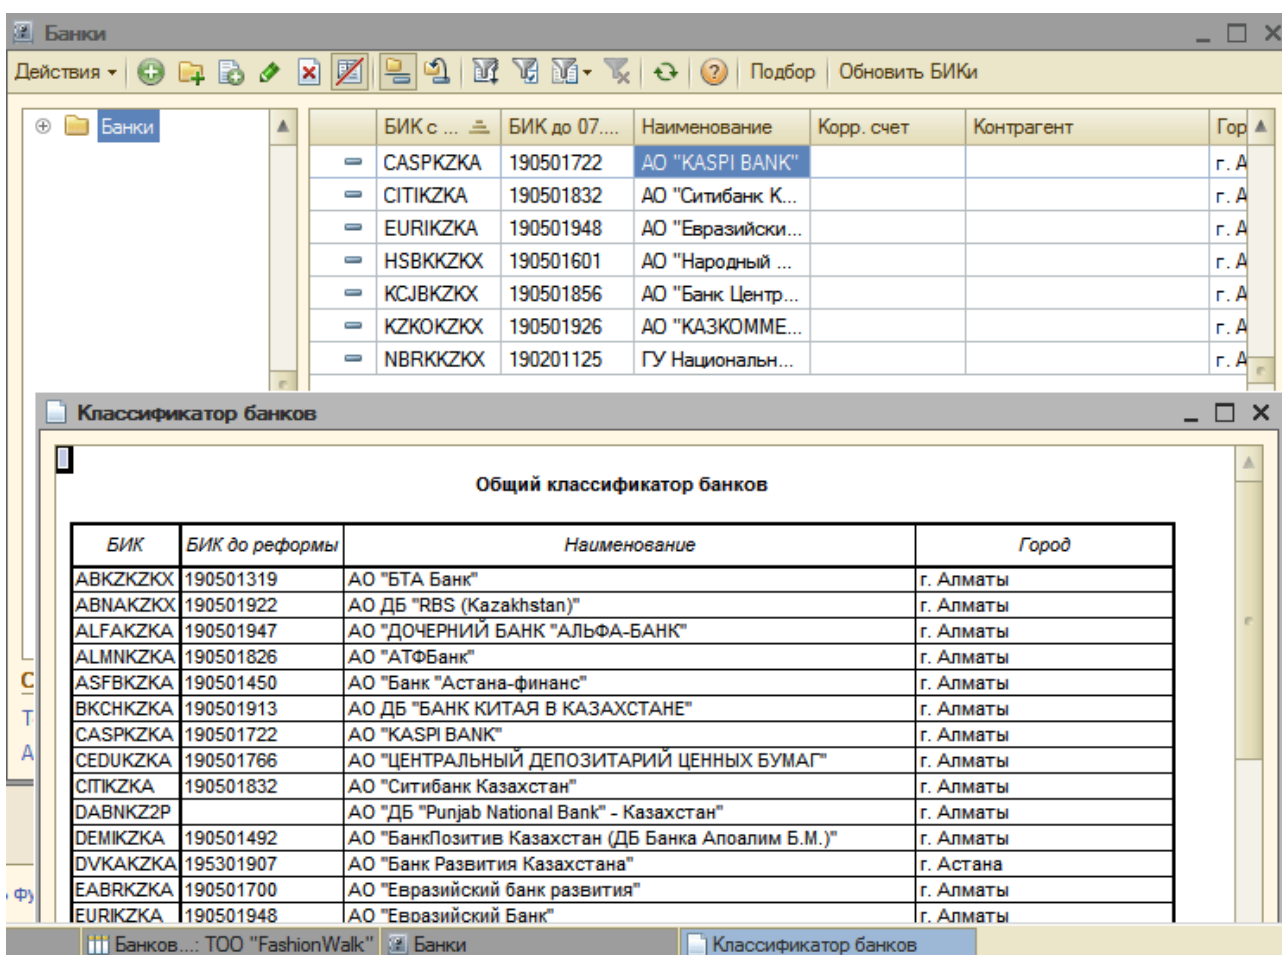 Банки
Действия Подбор Обновить БИКи
Банки
БИК с ... БИК до 07.... Наименование Корр. счет Контрагент Гор
CASPKZKA 190501722 АО "KASPI BANK" г. А
CITIKZKA 190501832 АО "Ситибанк К... г. А
EURIKZKA 190501948 АО "Евразийски... г. А
HSBKKZKX 190501601 АО "Народный ... г. А
KCJBKZKX 190501856 АО "Банк Центр... г. А
KZKOKZKX 190501926 АО "КАЗКОММЕ... г. А
NBRKKZKX 190201125 ГУ Национальн... г. А
Классификатор банков
Общий классификатор банков
БИК БИК до реформы Наименование Город
ABKZKZKX 190501319 АО "БТА Банк" г. Алматы
ABNAKZKX 190501922 АО ДБ "RBS (Kazakhstan)" г. Алматы
ALFAKZKA 190501947 АО "ДОЧЕРНИЙ БАНК "АЛЬФА-БАНК" г. Алматы
ALMNKZKA 190501826 АО "АТФБанк" г. Алматы
ASFBKZKA 190501450 АО "Банк "Астана-финанс" г. Алматы
BKCHKZKA 190501913 АО ДБ "БАНК КИТАЯ В КАЗАХСТАНЕ" г. Алматы
CASPKZKA 190501722 АО "KASPI BANK" г. Алматы
CEDUKZKA 190501766 АО "ЦЕНТРАЛЬНЫЙ ДЕПОЗИТАРИЙ ЦЕННЫХ БУМАГ" г. Алматы
CITIKZKA 190501832 АО "Ситибанк Казахстан" г. Алматы
DABNKZ2P АО "ДБ "Punjab National Bank" - Казахстан" г. Алматы
DEMIKZKA 190501492 АО "БанкПозитив Казахстан (ДБ Банка Апоалим Б.М.)" г. Алматы
DVKAKZKA 195301907 АО "Банк Развития Казахстана" г. Астана
EABRKZKA 190501700 АО "Евразийский банк развития" г. Алматы
EURIKZKA 190501948 АО "Евразийский Банк" г. Алматы
Банков...: ТОО "FashionWalk" Банки Классификатор банков